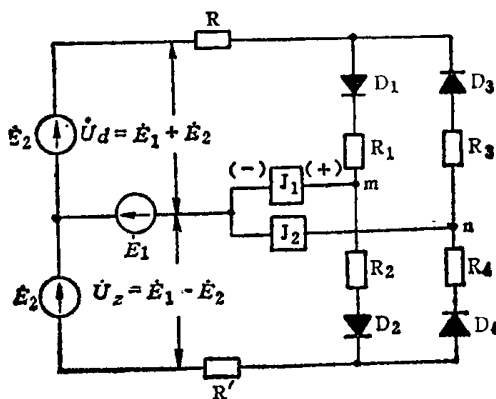 R
D₁
D₃
Ė₂
U̇d = Ė₁ + Ė₂
R₁
R₃
(-)
J₁
(+)
m
Ė₁
J₂
n
R₂
R₄
Ė₂
U̇z = Ė₁ - Ė₂
D₂
D₄
R'